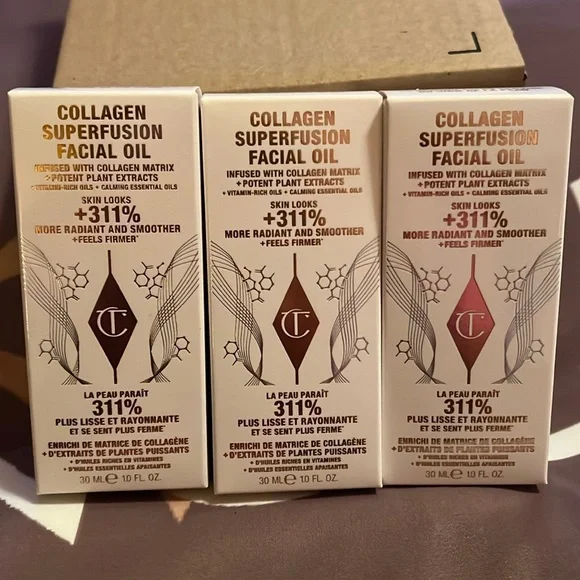 COLLAGEN
SUPERFUSION
FACIAL OIL
INFUSED WITH COLLAGEN MATRIX
+POTENT PLANT EXTRACTS
+ VITAMIN-RICH OILS + CALMING ESSENTIAL OILS
SKIN LOOKS
+311%
MORE RADIANT AND SMOOTHER
+FEELS FIRMER*
CT
LA PEAU PARAÎT
311%
PLUS LISSE ET RAYONNANTE
ET SE SENT PLUS FERME*
ENRICHI DE MATRICE DE COLLAGÈNE
+D'EXTRAITS DE PLANTES PUISSANTS
+ D'HUILES RICHES EN VITAMINES
+ D'HUILES ESSENTIELLES APAISANTES
30 ML℮ 1.0 FL. OZ.
COLLAGEN
SUPERFUSION
FACIAL OIL
INFUSED WITH COLLAGEN MATRIX
+POTENT PLANT EXTRACTS
+ VITAMIN-RICH OILS + CALMING ESSENTIAL OILS
SKIN LOOKS
+311%
MORE RADIANT AND SMOOTHER
+FEELS FIRMER*
CT
LA PEAU PARAÎT
311%
PLUS LISSE ET RAYONNANTE
ET SE SENT PLUS FERME*
ENRICHI DE MATRICE DE COLLAGÈNE
+D'EXTRAITS DE PLANTES PUISSANTS
+ D'HUILES RICHES EN VITAMINES
+ D'HUILES ESSENTIELLES APAISANTES
30 ML℮ 1.0 FL. OZ.
COLLAGEN
SUPERFUSION
FACIAL OIL
INFUSED WITH COLLAGEN MATRIX
+POTENT PLANT EXTRACTS
+ VITAMIN-RICH OILS + CALMING ESSENTIAL OILS
SKIN LOOKS
+311%
MORE RADIANT AND SMOOTHER
+FEELS FIRMER*
CT
LA PEAU PARAÎT
311%
PLUS LISSE ET RAYONNANTE
ET SE SENT PLUS FERME*
ENRICHI DE MATRICE DE COLLAGÈNE
+D'EXTRAITS DE PLANTES PUISSANTS
+ D'HUILES RICHES EN VITAMINES
+ D'HUILES ESSENTIELLES APAISANTES
30 ML℮ 1.0 FL. OZ.